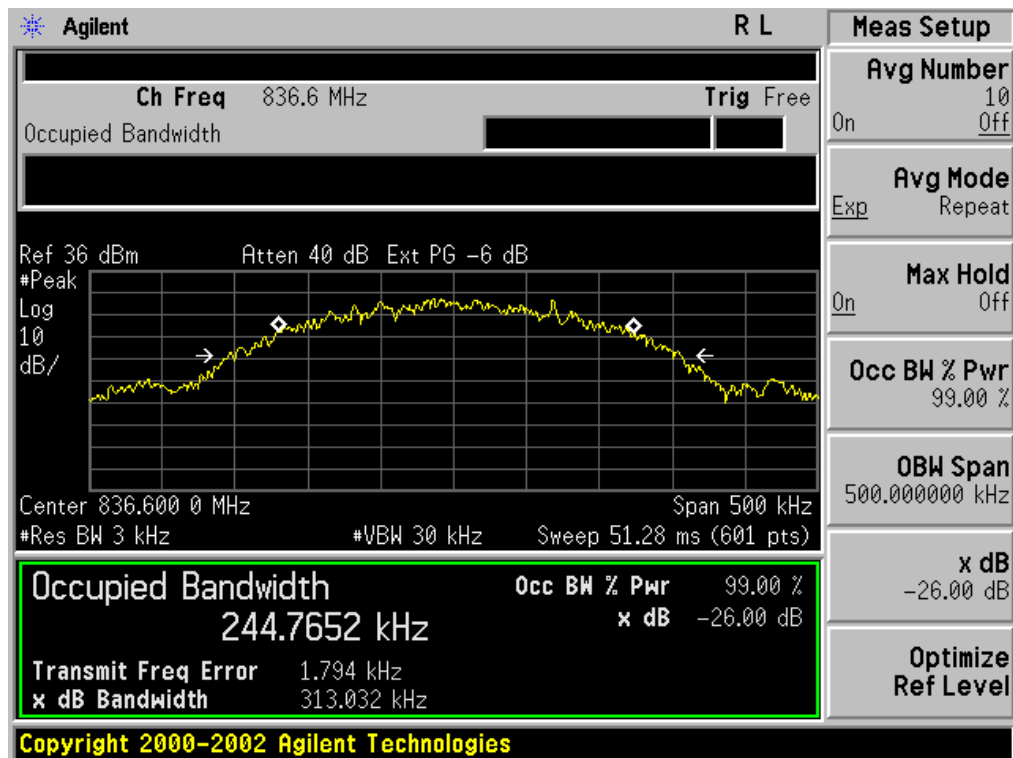 Agilent
R L
Meas Setup
Ch Freq 836.6 MHz
Trig Free
Occupied Bandwidth
Avg Number
10
On Off
Avg Mode
Exp Repeat
Max Hold
On Off
Occ BW % Pwr
99.00 %
OBW Span
500.000000 kHz
x dB
-26.00 dB
Optimize
Ref Level
Ref 36 dBm Atten 40 dB Ext PG -6 dB
#Peak
Log
10
dB/
Center 836.600 0 MHz Span 500 kHz
#Res BW 3 kHz #VBW 30 kHz Sweep 51.28 ms (601 pts)
Occupied Bandwidth
244.7652 kHz
Occ BW % Pwr 99.00 %
x dB -26.00 dB
Transmit Freq Error 1.794 kHz
x dB Bandwidth 313.032 kHz
Copyright 2000-2002 Agilent Technologies